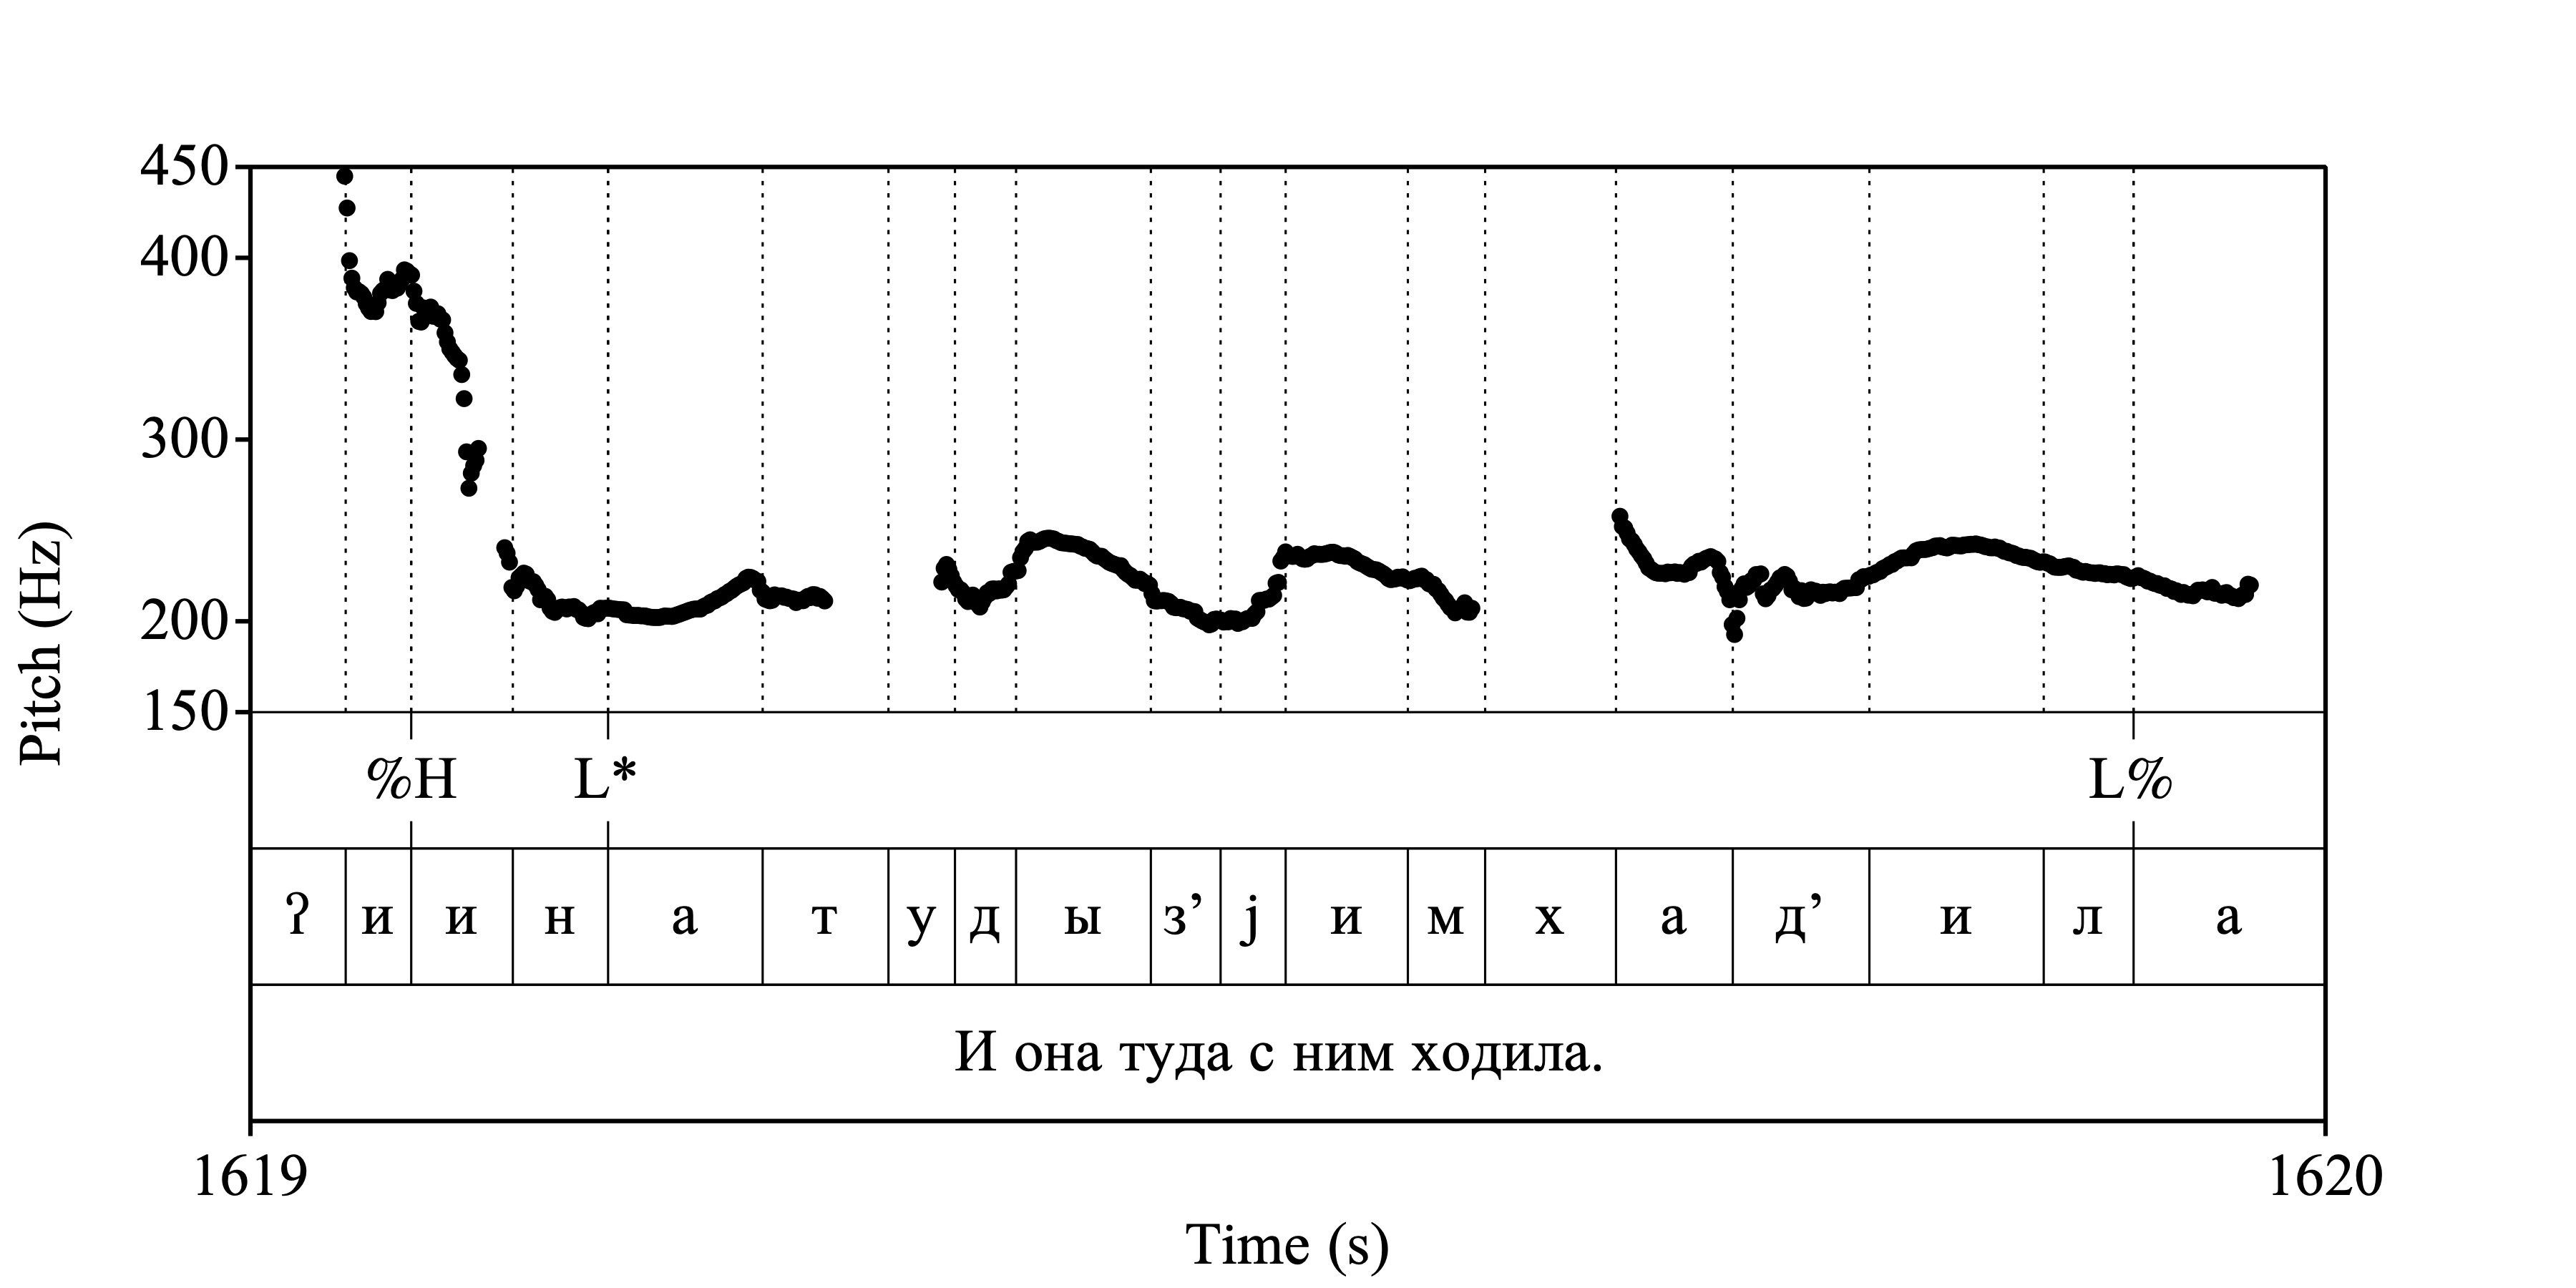 450
400
300
200
150
Pitch (Hz)
%H L* L%
ʔ и и н а т у д ы з’ j и м х а д’ и л а
И она туда с ним ходила.
1619 1620
Time (s)